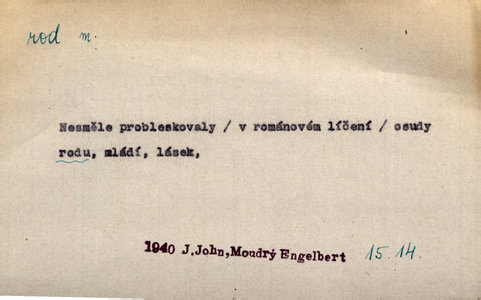 rod m.
Nesměle probleskovaly / v románovém líčení / osudy
rodu, mládí, lásek,
1940 J.John,Moudrý Engelbert 15.14.